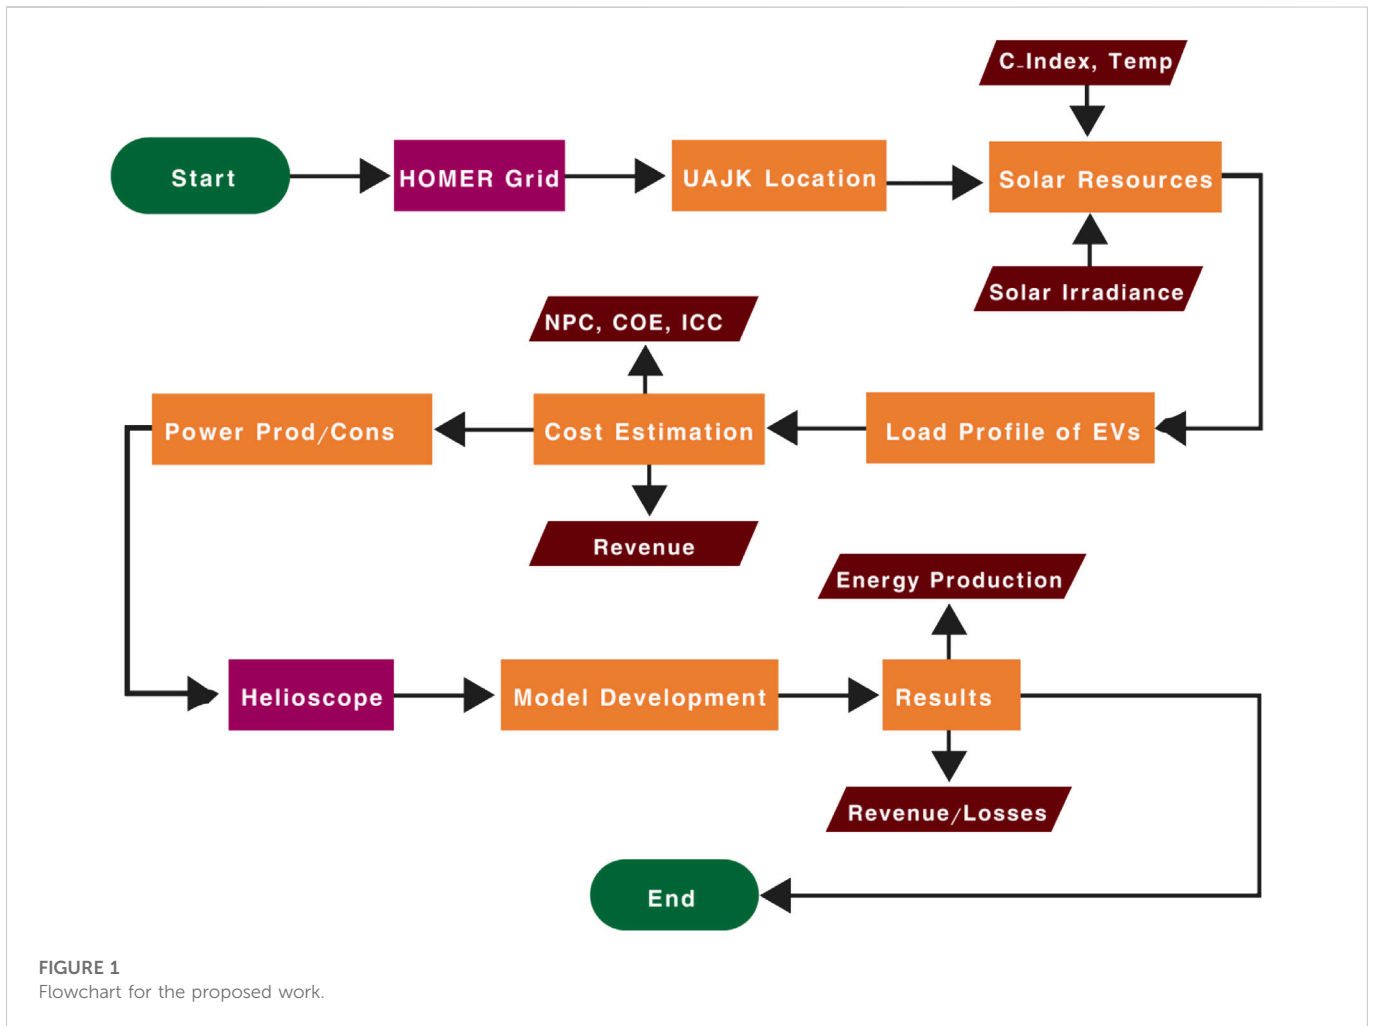 C-Index, Temp
Start
HOMER Grid
UAJK Location
Solar Resources
Solar Irradiance
NPC, COE, ICC
Power Prod/Cons
Cost Estimation
Load Profile of EVs
Revenue
Energy Production
Helioscope
Model Development
Results
Revenue/Losses
End
FIGURE 1
Flowchart for the proposed work.